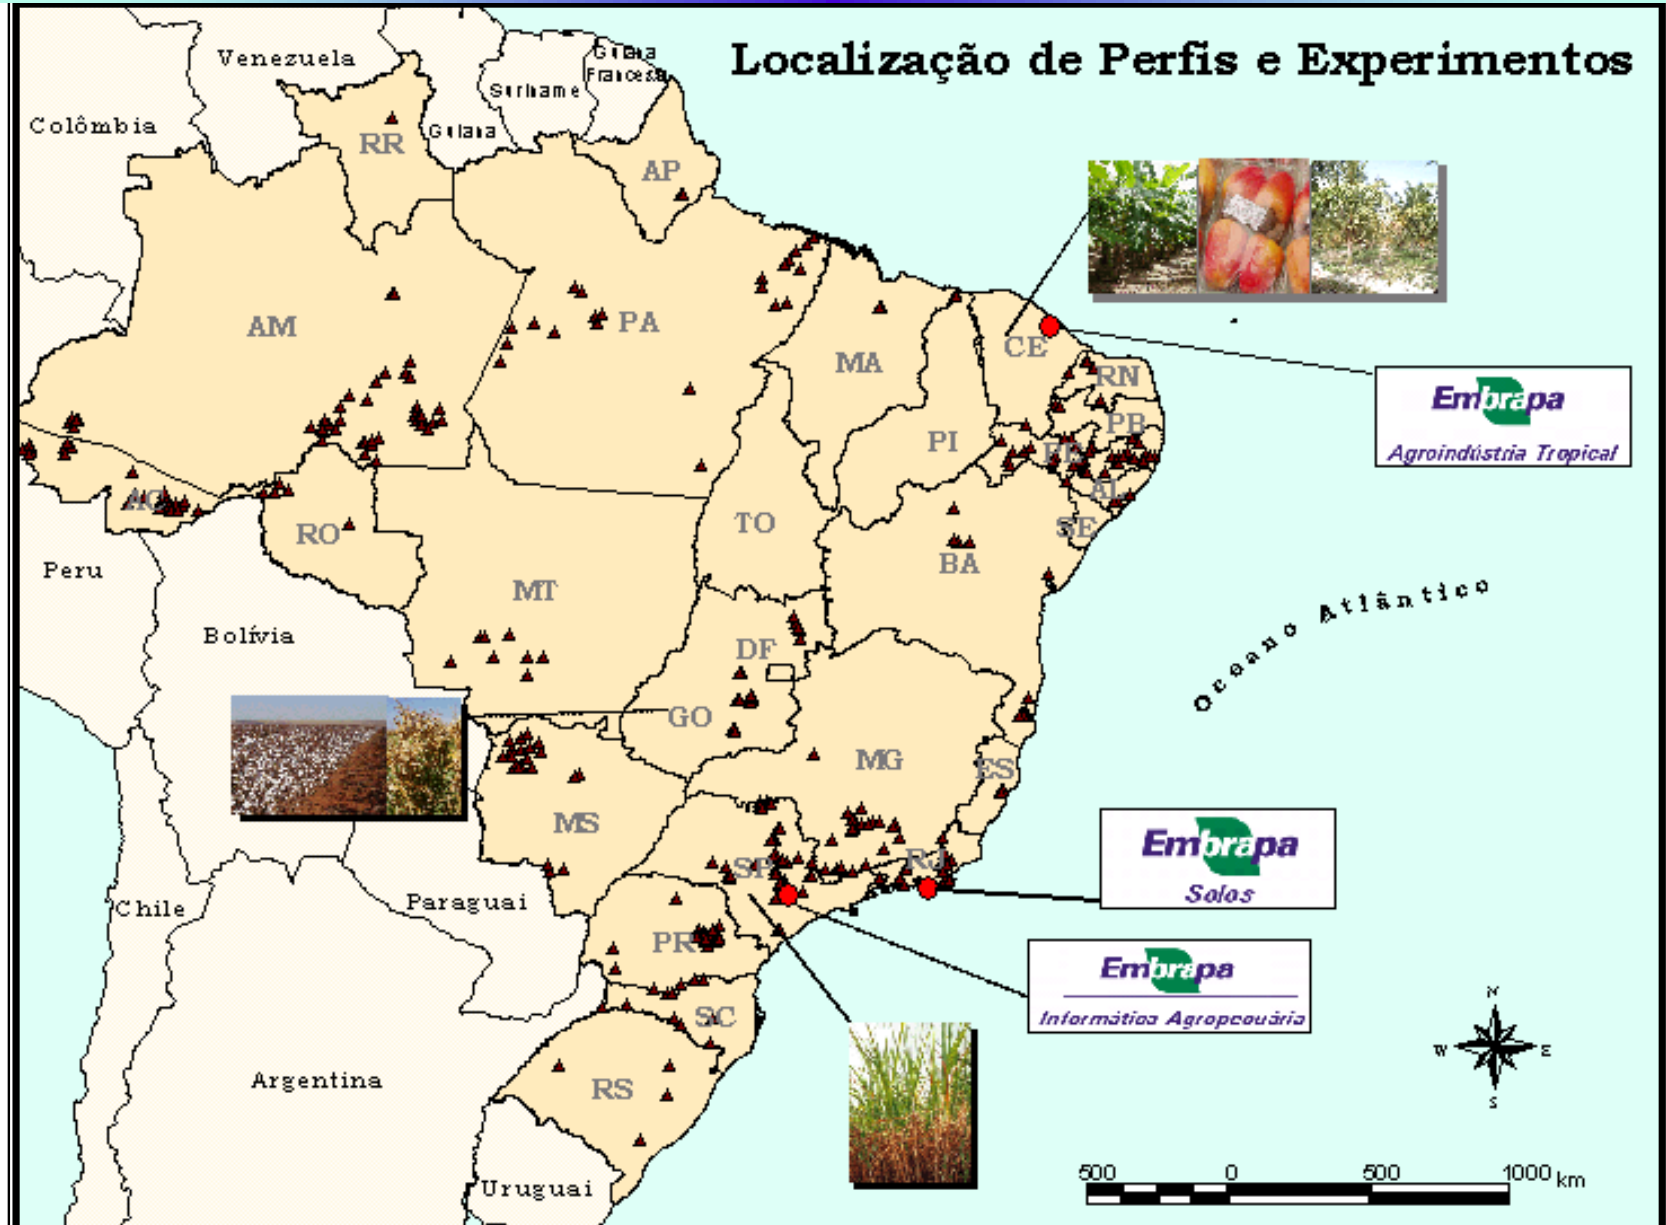 Localização de Perfis e Experimentos
Venezuela
Suriname
Francesa
Colômbia
RR
AP
AM
PA
MA
CE
RN
PB
PI
AL
SE
Embrapa
Agroindústria Tropical
AC
RO
TO
BA
MT
Peru
Bolívia
Oceano Atlântico
DF
GO
MG
ES
MS
SP
RJ
Embrapa
Solos
Chile
Paraguai
PR
Embrapa
Informática Agropecuária
SC
RS
Argentina
Uruguai
N
W E
S
500 0 500 1000 km